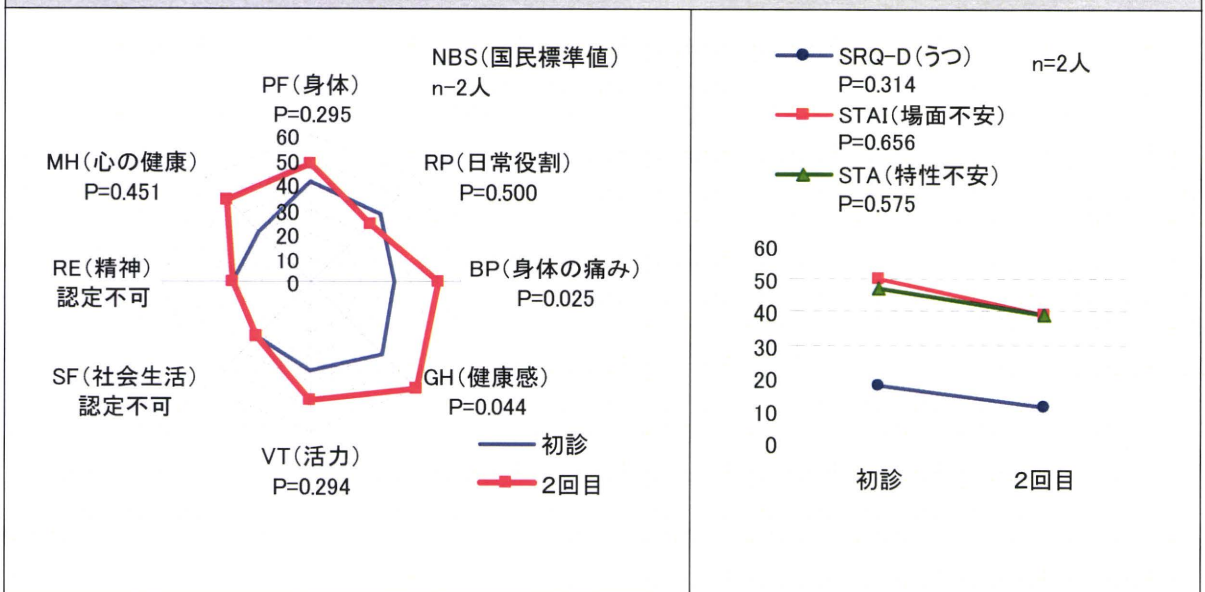 NBS(国民標準値)
n-2人
PF(身体)
P=0.295
60
50
40
30
20
10
0
MH(心の健康)
P=0.451
RP(日常役割)
P=0.500
RE(精神)
認定不可
BP(身体の痛み)
P=0.025
SF(社会生活)
認定不可
GH(健康感)
P=0.044
VT(活力)
P=0.294
初診
2回目
SRQ-D(うつ)
P=0.314
n=2人
STAI(場面不安)
P=0.656
STA(特性不安)
P=0.575
60
50
40
30
20
10
0
初診
2回目